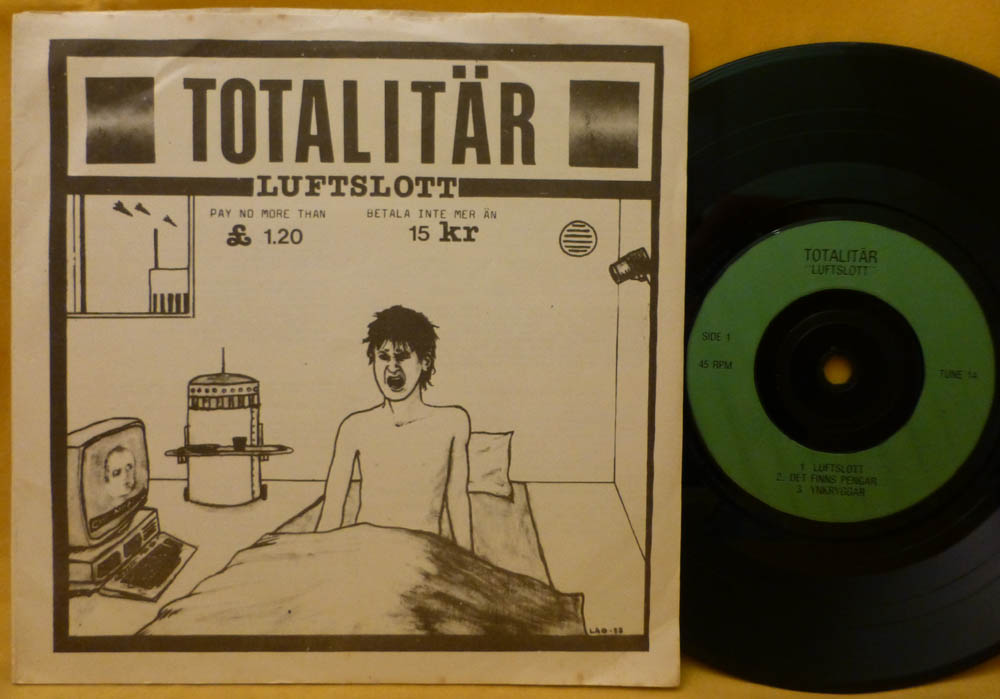 TOTALITÄR
LUFTSLOTT
PAY NO MORE THAN
£ 1.20
BETALA INTE MER ÄN
15 kr
TOTALITÄR
"LUFTSLOTT"
SIDE 1
45 RPM
TUNE 14
1. LUFTSLOTT
2. DET FINNS PENGAR
3. YNKRYGGAR